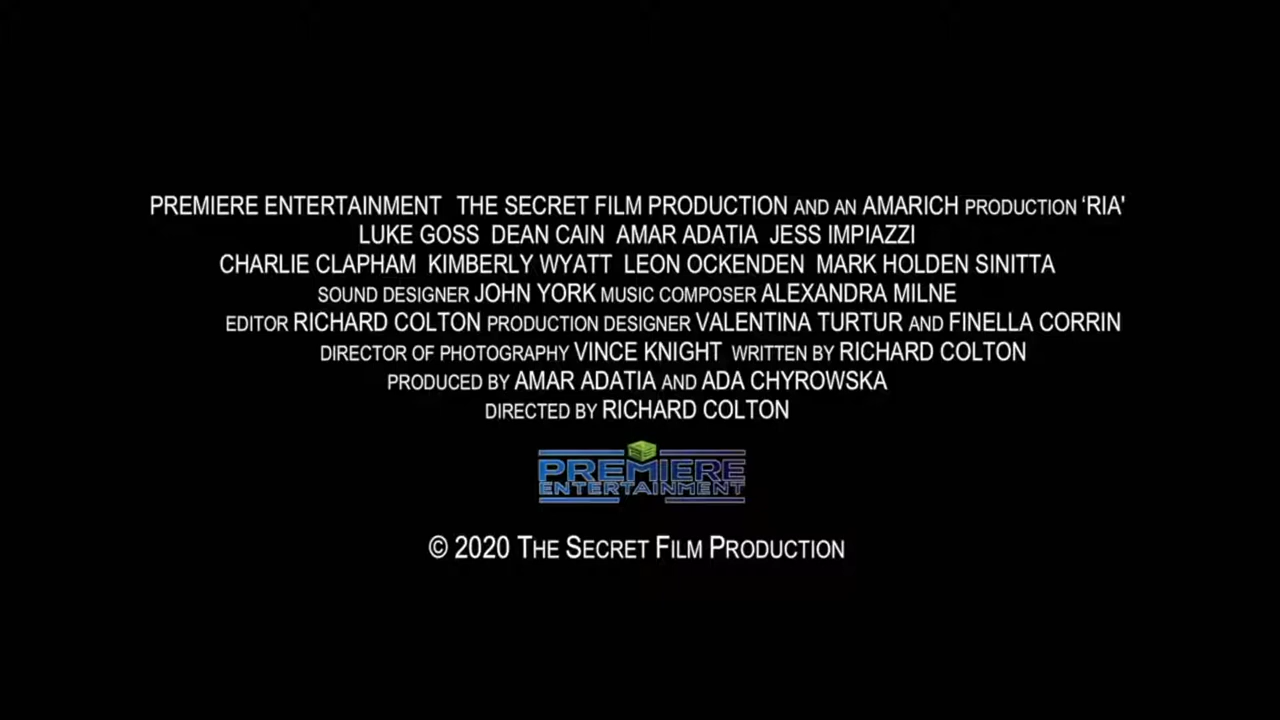 PREMIERE ENTERTAINMENT THE SECRET FILM PRODUCTION AND AN AMARICH PRODUCTION ‘RIA'
LUKE GOSS DEAN CAIN AMAR ADATIA JESS IMPIAZZI
CHARLIE CLAPHAM KIMBERLY WYATT LEON OCKENDEN MARK HOLDEN SINITTA
SOUND DESIGNER JOHN YORK MUSIC COMPOSER ALEXANDRA MILNE
EDITOR RICHARD COLTON PRODUCTION DESIGNER VALENTINA TURTUR AND FINELLA CORRIN
DIRECTOR OF PHOTOGRAPHY VINCE KNIGHT WRITTEN BY RICHARD COLTON
PRODUCED BY AMAR ADATIA AND ADA CHYROWSKA
DIRECTED BY RICHARD COLTON
PREMIERE
ENTERTAINMENT
© 2020 THE SECRET FILM PRODUCTION